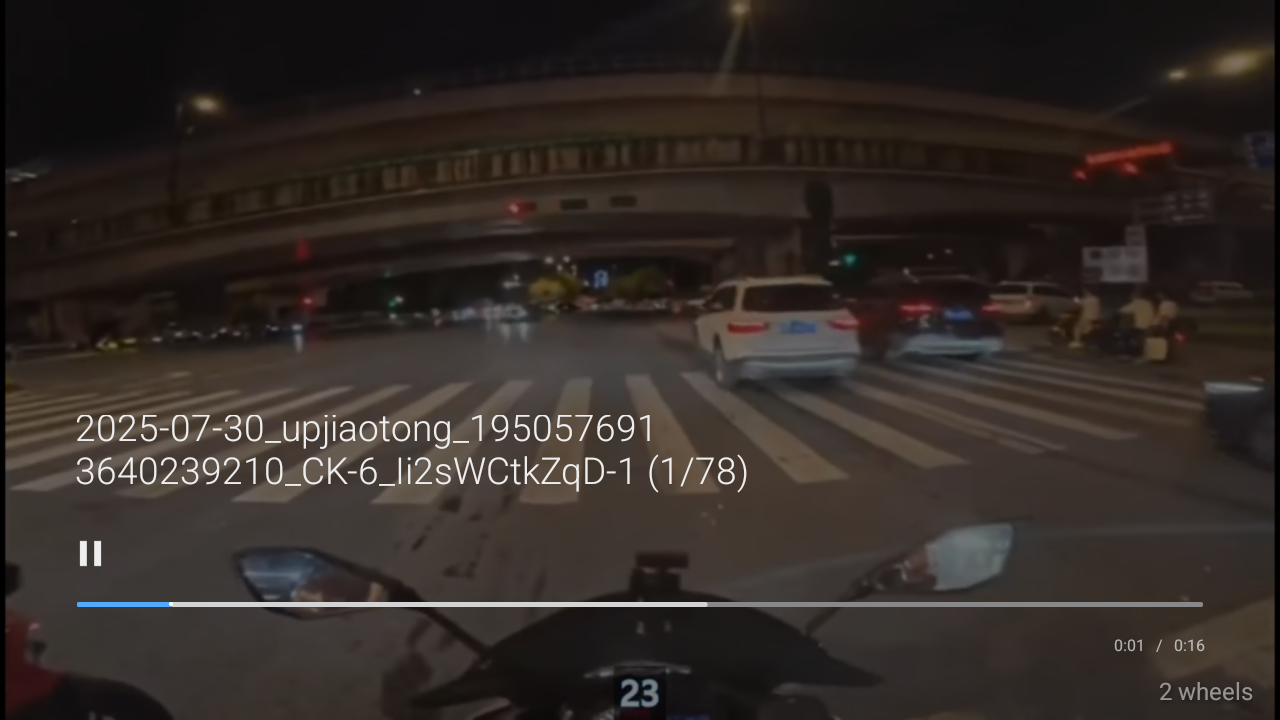 2025-07-30_upjiaotong_195057691
3640239210_CK-6_Ii2sWCtkZqD-1 (1/78)
0:01 / 0:16
23
2 wheels